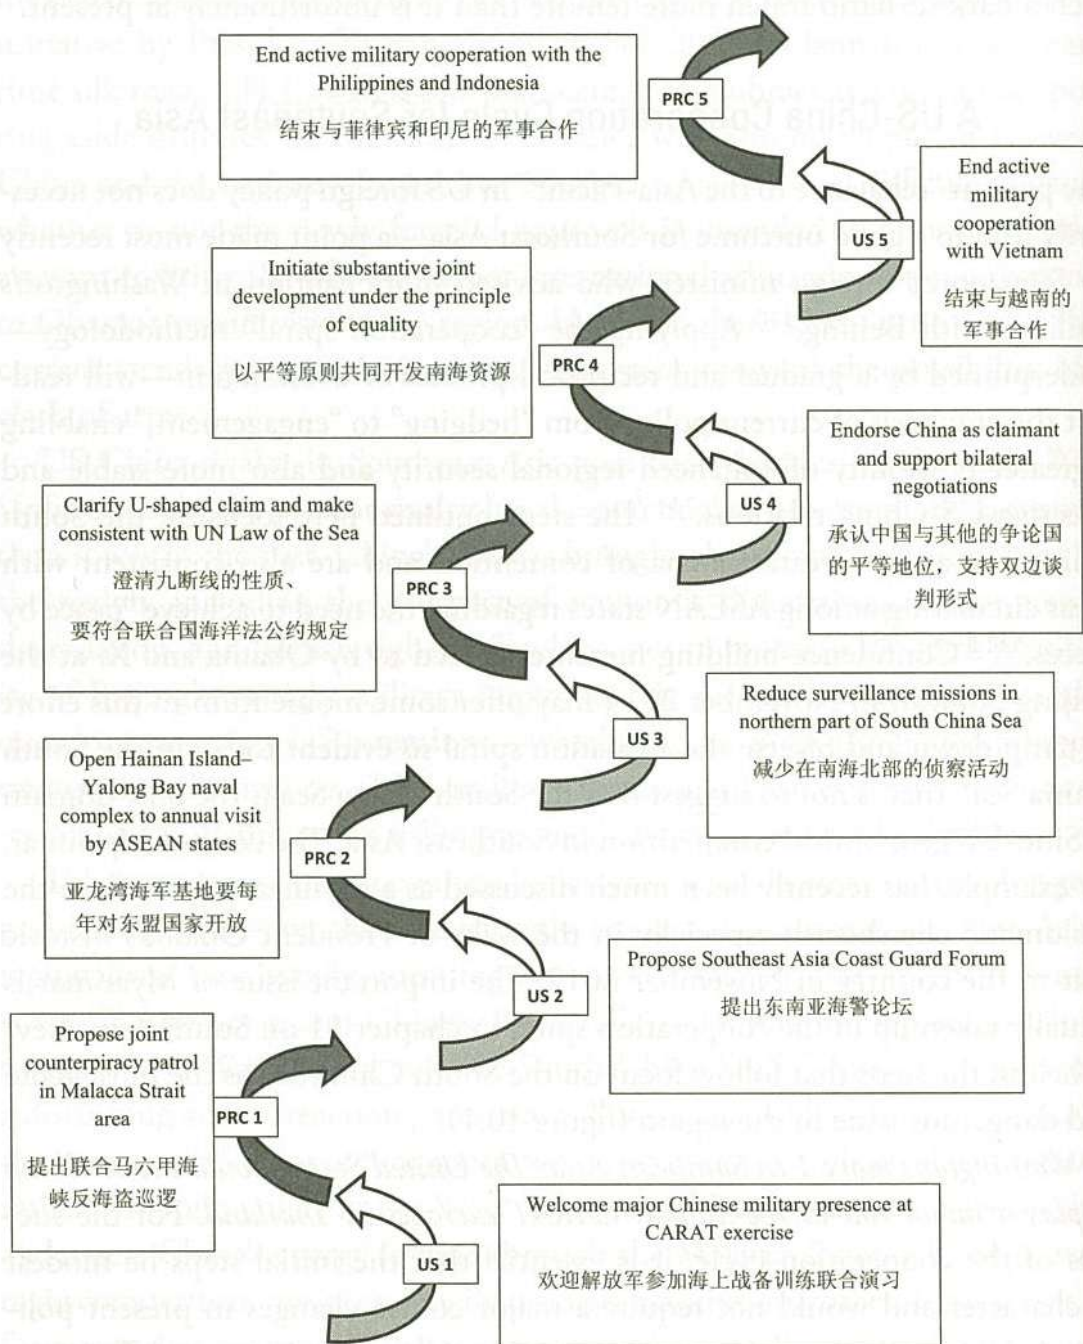 End active military cooperation with the
Philippines and Indonesia
结束与菲律宾和印尼的军事合作
PRC 5
End active
military
cooperation
with Vietnam
结束与越南的
军事合作
US 5
Initiate substantive joint
development under the principle
of equality
以平等原则共同开发南海资源
PRC 4
Endorse China as claimant
and support bilateral
negotiations
承认中国与其他的争论国
的平等地位，支持双边谈
判形式
US 4
Clarify U-shaped claim and make
consistent with UN Law of the Sea
澄清九断线的性质、
要符合联合国海洋法公约规定
PRC 3
Reduce surveillance missions in
northern part of South China Sea
减少在南海北部的侦察活动
US 3
Open Hainan Island–
Yalong Bay naval
complex to annual visit
by ASEAN states
亚龙湾海军基地要每
年对东盟国家开放
PRC 2
Propose Southeast Asia Coast Guard Forum
提出东南亚海警论坛
US 2
Propose joint
counterpiracy patrol
in Malacca Strait
area
提出联合马六甲海
峡反海盗巡逻
PRC 1
Welcome major Chinese military presence at
CARAT exercise
欢迎解放军参加海上战备训练联合演习
US 1